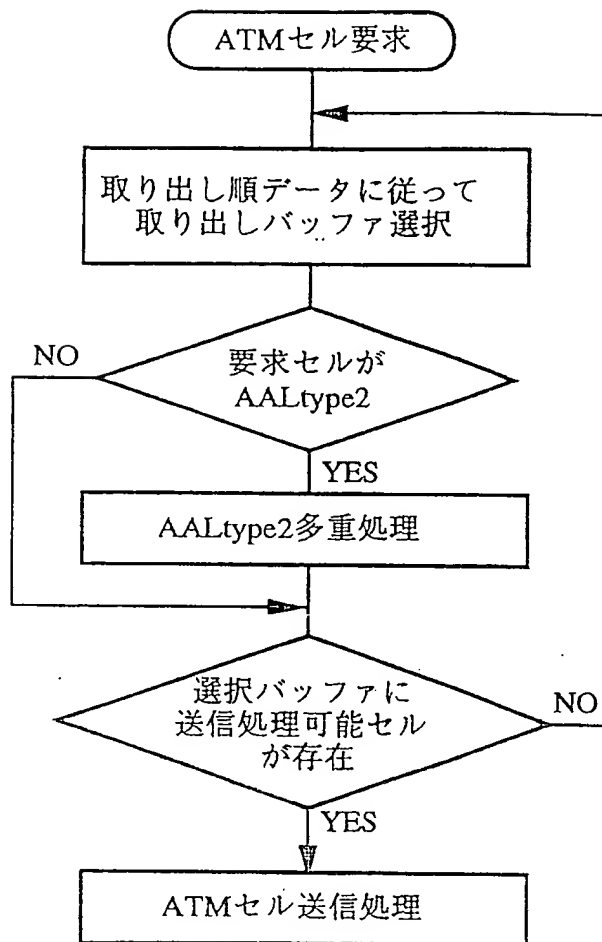 ATMセル要求
取り出し順データに従って
取り出しバッファ選択
要求セルが
AALtype2
NO
YES
AALtype2多重処理
選択バッファに
送信処理可能セル
が存在
NO
YES
ATMセル送信処理